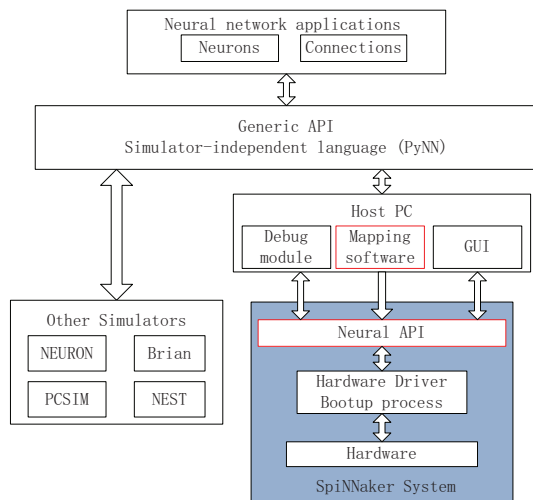 Neural network applications
Neurons
Connections
Generic API
Simulator-independent language (PyNN)
Host PC
Debug module
Mapping software
GUI
Other Simulators
NEURON
Brian
PCSIM
NEST
Neural API
Hardware Driver
Bootup process
Hardware
SpiNNaker System